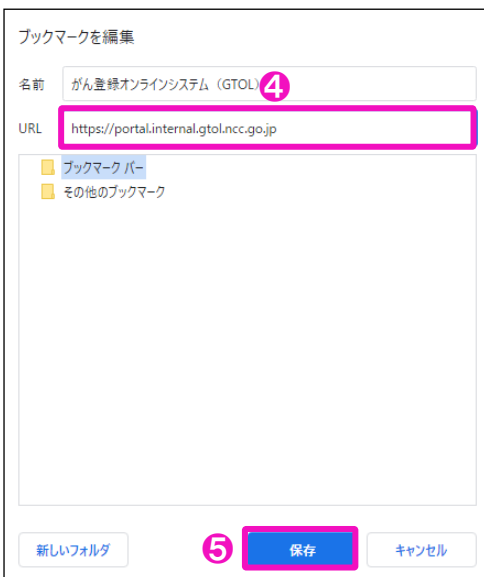 ブックマークを編集
名前 がん登録オンラインシステム（GTOL） ❹
URL https://portal.internal.gtol.ncc.go.jp
ブックマーク バー
その他のブックマーク
新しいフォルダ ❺ 保存 キャンセル